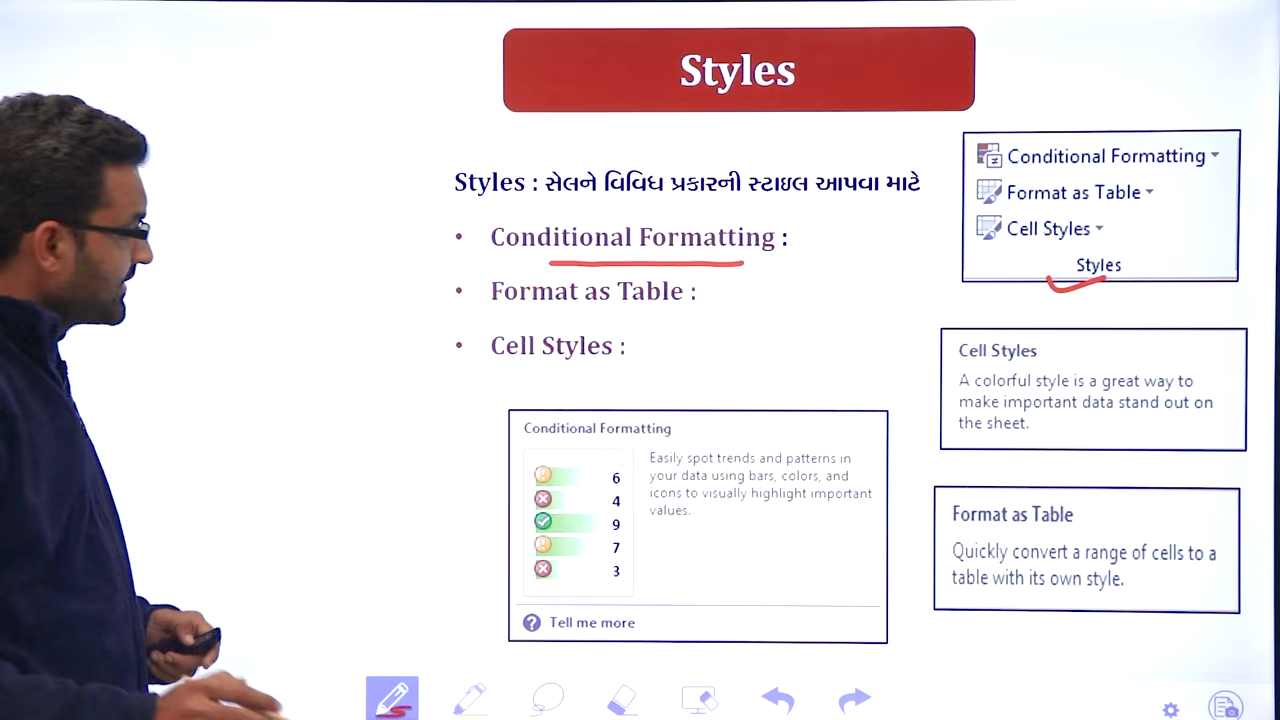 Styles
Styles : સેલને વિવિધ પ્રકારની સ્ટાઇલ આપવા માટે
• Conditional Formatting :
• Format as Table :
• Cell Styles :
Conditional Formatting
Format as Table
Cell Styles
Styles
Cell Styles
A colorful style is a great way to
make important data stand out on
the sheet.
Conditional Formatting
6
4
9
7
3
Easily spot trends and patterns in
your data using bars, colors, and
icons to visually highlight important
values.
Tell me more
Format as Table
Quickly convert a range of cells to a
table with its own style.